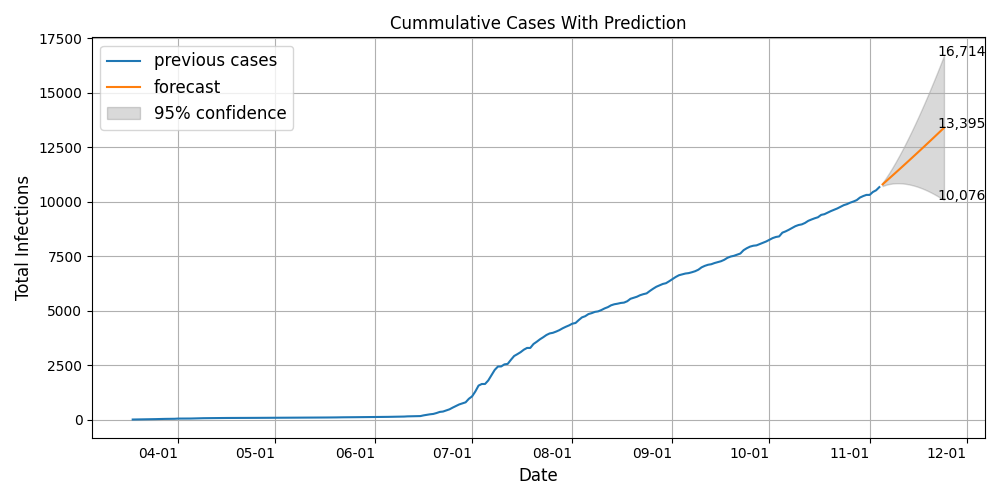 Cummulative Cases With Prediction
17500
15000
12500
10000
7500
5000
2500
0
Total Infections
previous cases
forecast
95% confidence
16,714
13,395
10,076
04-01 05-01 06-01 07-01 08-01 09-01 10-01 11-01 12-01
Date